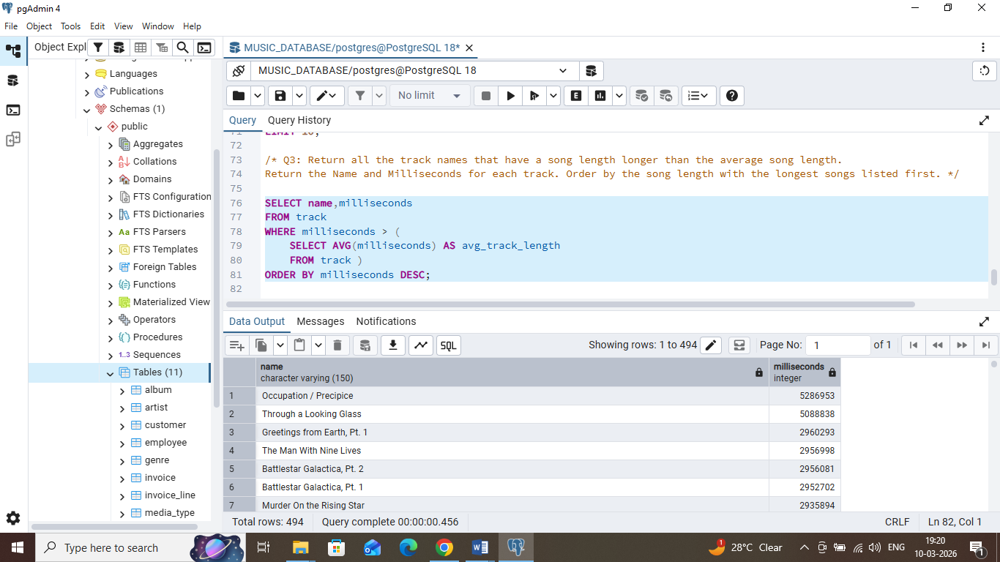 pgAdmin 4
File Object Tools Edit View Window Help
Object Expl
MUSIC_DATABASE/postgres@PostgreSQL 18*
MUSIC_DATABASE/postgres@PostgreSQL 18
No limit
E
Query Query History
Languages
Publications
Schemas (1)
public
Aggregates
Collations
Domains
FTS Configuration
FTS Dictionaries
FTS Parsers
FTS Templates
Foreign Tables
Functions
Materialized View
Operators
Procedures
1..3 Sequences
Tables (11)
album
artist
customer
employee
genre
invoice
invoice_line
media_type
71 LIMIT 10;
72
73 /* Q3: Return all the track names that have a song length longer than the average song length.
74 Return the Name and Milliseconds for each track. Order by the song length with the longest songs listed first. */
75
76 SELECT name,milliseconds
77 FROM track
78 WHERE milliseconds > (
79 SELECT AVG(milliseconds) AS avg_track_length
80 FROM track )
81 ORDER BY milliseconds DESC;
82
Data Output Messages Notifications
SQL Showing rows: 1 to 494 Page No: 1 of 1
name milliseconds
character varying (150) integer
1 Occupation / Precipice 5286953
2 Through a Looking Glass 5088838
3 Greetings from Earth, Pt. 1 2960293
4 The Man With Nine Lives 2956998
5 Battlestar Galactica, Pt. 2 2956081
6 Battlestar Galactica, Pt. 1 2952702
7 Murder On the Rising Star 2935894
Total rows: 494 Query complete 00:00:00.456 CRLF Ln 82, Col 1
Type here to search
1 28°C Clear ENG
19:20
10-03-2026
1